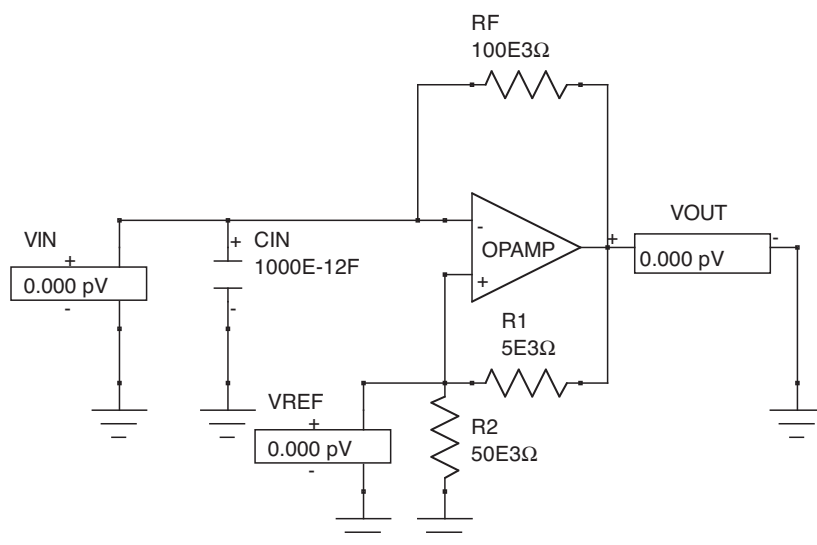 RF
100E3Ω
VIN
+
0.000 pV
-
+
CIN
1000E-12F
-
-
OPAMP
+
+
VOUT
-
0.000 pV
R1
5E3Ω
VREF
+
0.000 pV
-
R2
50E3Ω